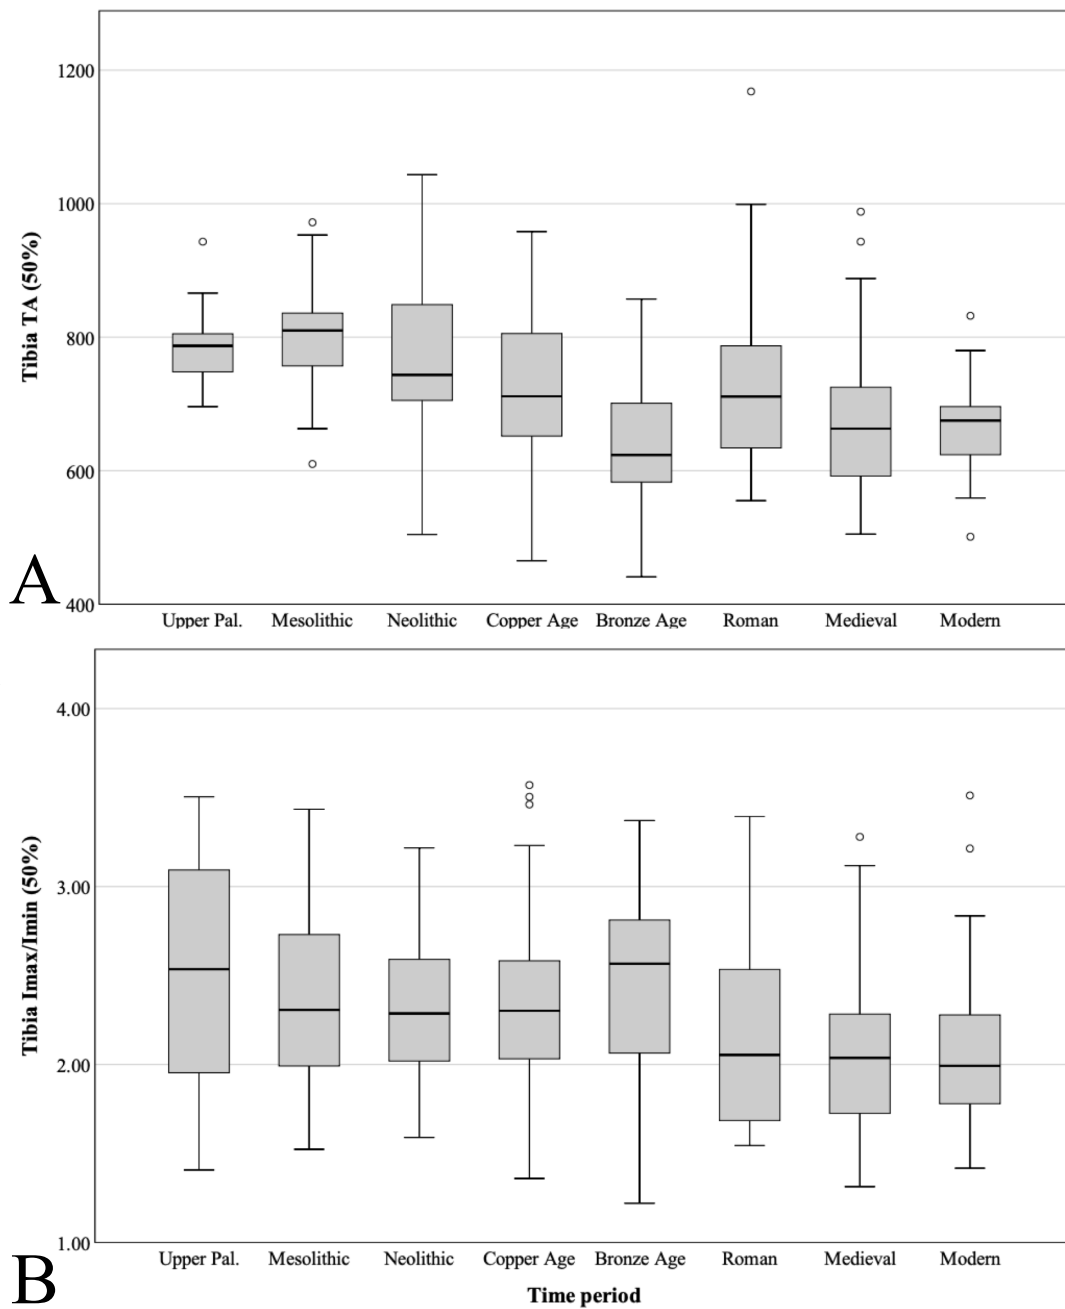 1200
1000
800
600
400
Tibia TA (50%)
A
Upper Pal. Mesolithic Neolithic Copper Age Bronze Age Roman Medieval Modern
4.00
3.00
2.00
1.00
Tibia Imax/Imin (50%)
B
Upper Pal. Mesolithic Neolithic Copper Age Bronze Age Roman Medieval Modern
Time period